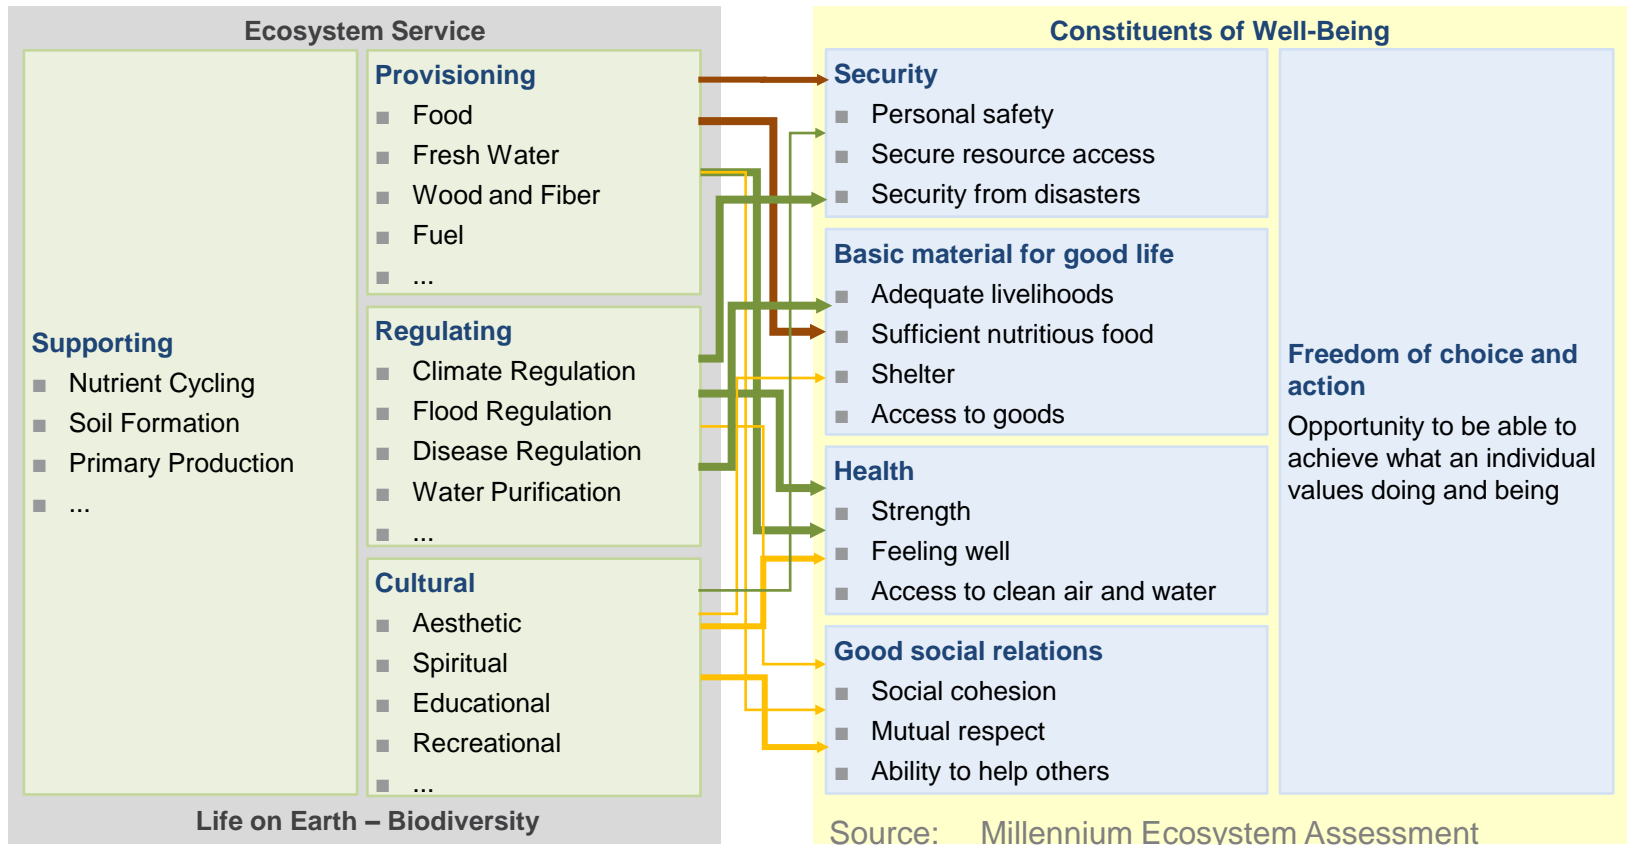 Ecosystem Service
Supporting
■ Nutrient Cycling
■ Soil Formation
■ Primary Production
■ ...
Provisioning
■ Food
■ Fresh Water
■ Wood and Fiber
■ Fuel
■ ...
Regulating
■ Climate Regulation
■ Flood Regulation
■ Disease Regulation
■ Water Purification
■ ...
Cultural
■ Aesthetic
■ Spiritual
■ Educational
■ Recreational
■ ...
Life on Earth – Biodiversity
Constituents of Well-Being
Security
■ Personal safety
■ Secure resource access
■ Security from disasters
Basic material for good life
■ Adequate livelihoods
■ Sufficient nutritious food
■ Shelter
■ Access to goods
Health
■ Strength
■ Feeling well
■ Access to clean air and water
Good social relations
■ Social cohesion
■ Mutual respect
■ Ability to help others
Freedom of choice and
action
Opportunity to be able to
achieve what an individual
values doing and being
Source: Millennium Ecosystem Assessment